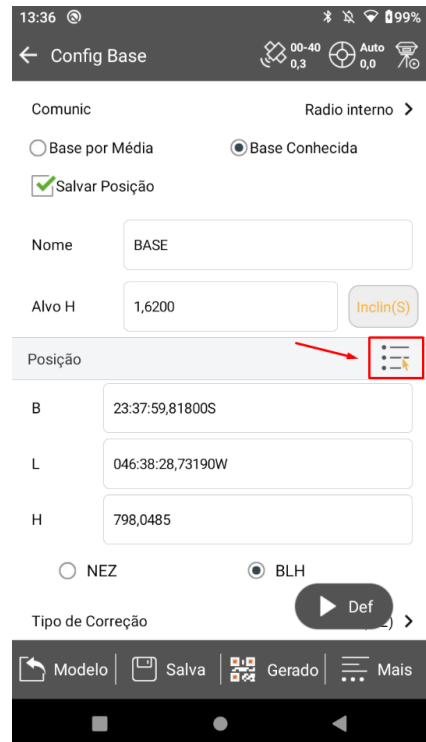 13:36 99%
Config Base 00-40 0,3 Auto 0,0
Comunic Radio interno
Base por Média Base Conhecida
Salvar Posição
Nome BASE
Alvo H 1,6200 Inclin(S)
Posição
B 23:37:59,81800S
L 046:38:28,73190W
H 798,0485
NEZ BLH
Def
Tipo de Correção
Modelo Salva Gerado Mais